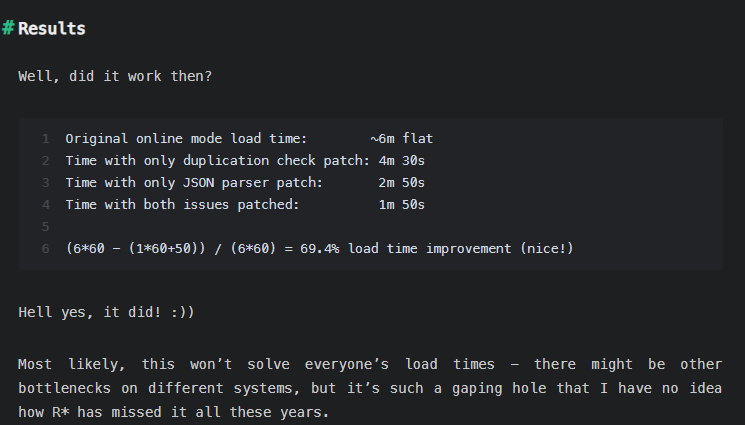 # Results
Well, did it work then?
1 Original online mode load time: ~6m flat
2 Time with only duplication check patch: 4m 30s
3 Time with only JSON parser patch: 2m 50s
4 Time with both issues patched: 1m 50s
5
6 (6*60 - (1*60+50)) / (6*60) = 69.4% load time improvement (nice!)
Hell yes, it did! :))
Most likely, this won’t solve everyone’s load times – there might be other
bottlenecks on different systems, but it’s such a gaping hole that I have no idea
how R* has missed it all these years.